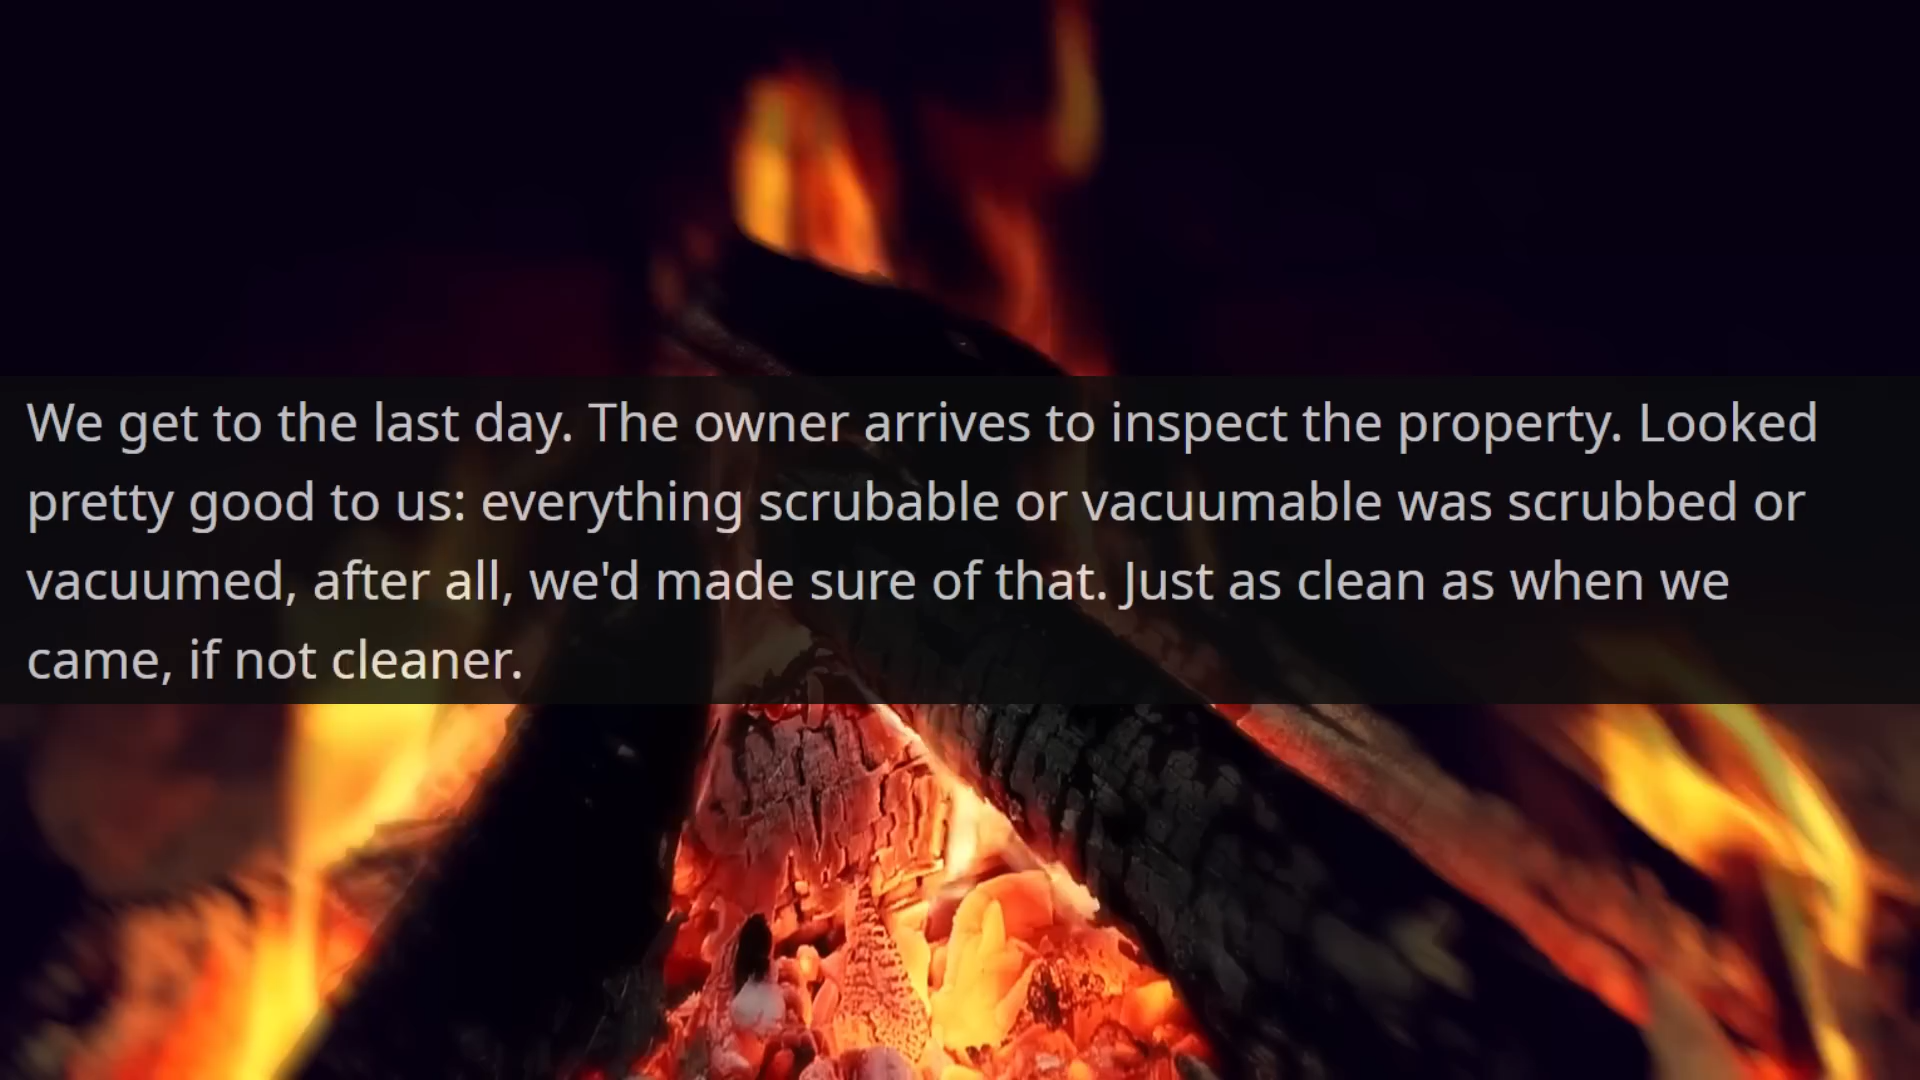 We get to the last day. The owner arrives to inspect the property. Looked
pretty good to us: everything scrubable or vacuumable was scrubbed or
vacuumed, after all, we'd made sure of that. Just as clean as when we
came, if not cleaner.